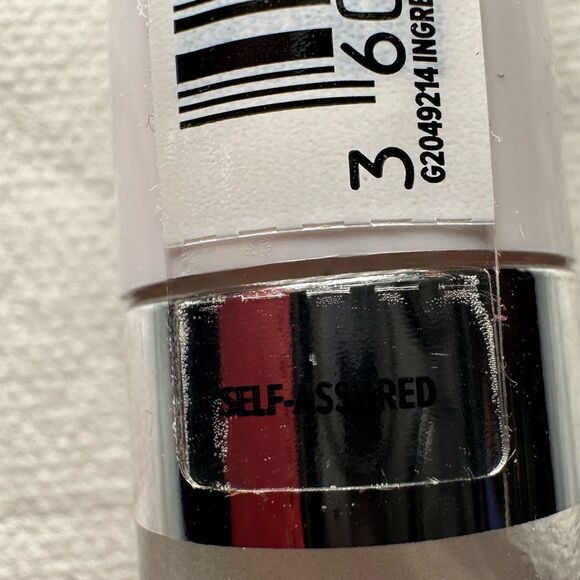 3 60
G2049214 INGRE
SELF-ASSURED